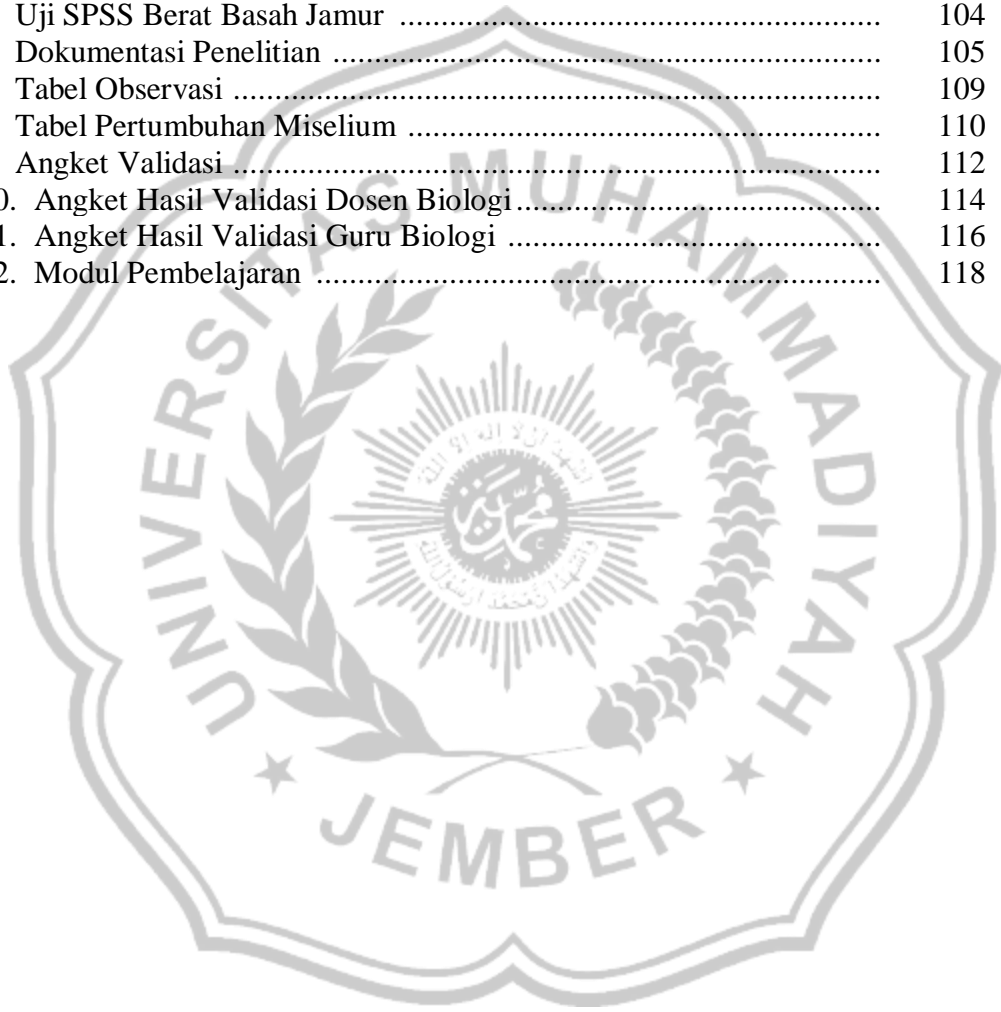 Uji SPSS Berat Basah Jamur ............................................................ 104
Dokumentasi Penelitian .................................................................... 105
Tabel Observasi ................................................................................ 109
Tabel Pertumbuhan Miselium ........................................................... 110
Angket Validasi ................................................................................ 112
0. Angket Hasil Validasi Dosen Biologi ............................................. 114
1. Angket Hasil Validasi Guru Biologi .............................................. 116
2. Modul Pembelajaran ...................................................................... 118
UNIVERSITAS MUHAMMADIYAH
JEMBER